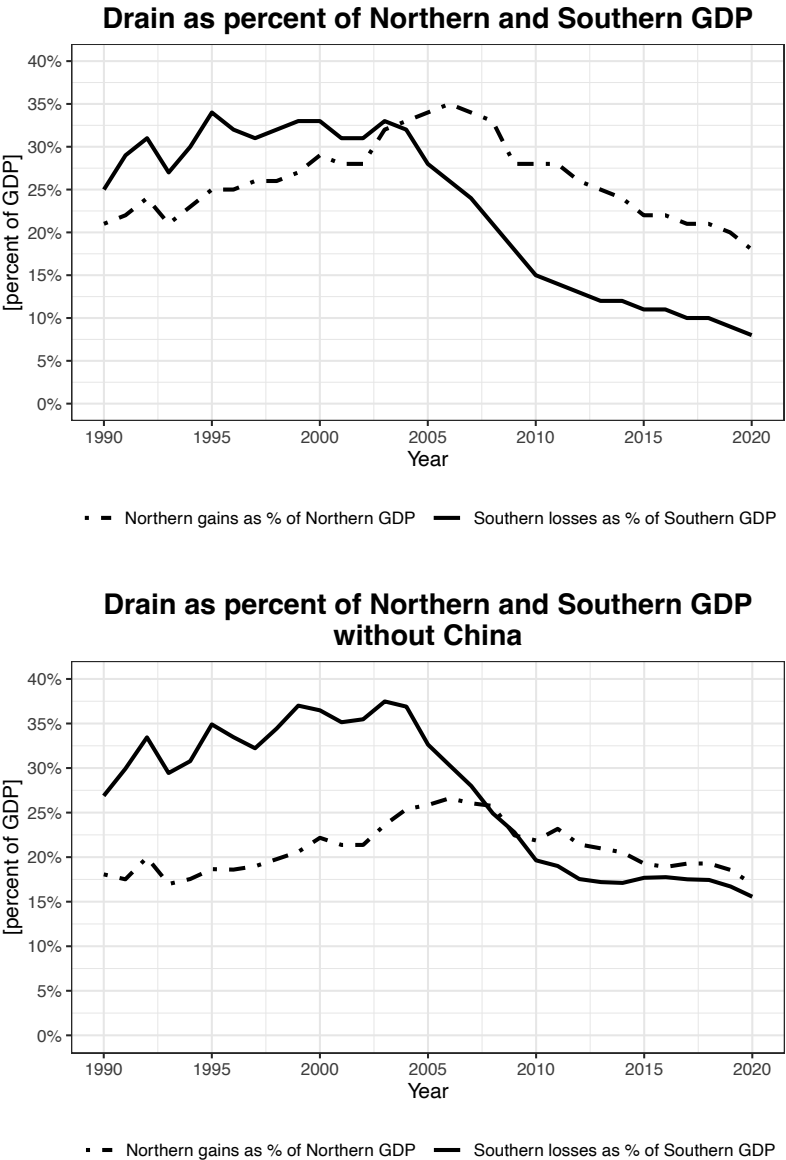 Drain as percent of Northern and Southern GDP
[percent of GDP]
40%
35%
30%
25%
20%
15%
10%
5%
0%
1990 1995 2000 2005 2010 2015 2020
Year
Northern gains as % of Northern GDP Southern losses as % of Southern GDP
Drain as percent of Northern and Southern GDP
without China
[percent of GDP]
40%
35%
30%
25%
20%
15%
10%
5%
0%
1990 1995 2000 2005 2010 2015 2020
Year
Northern gains as % of Northern GDP Southern losses as % of Southern GDP